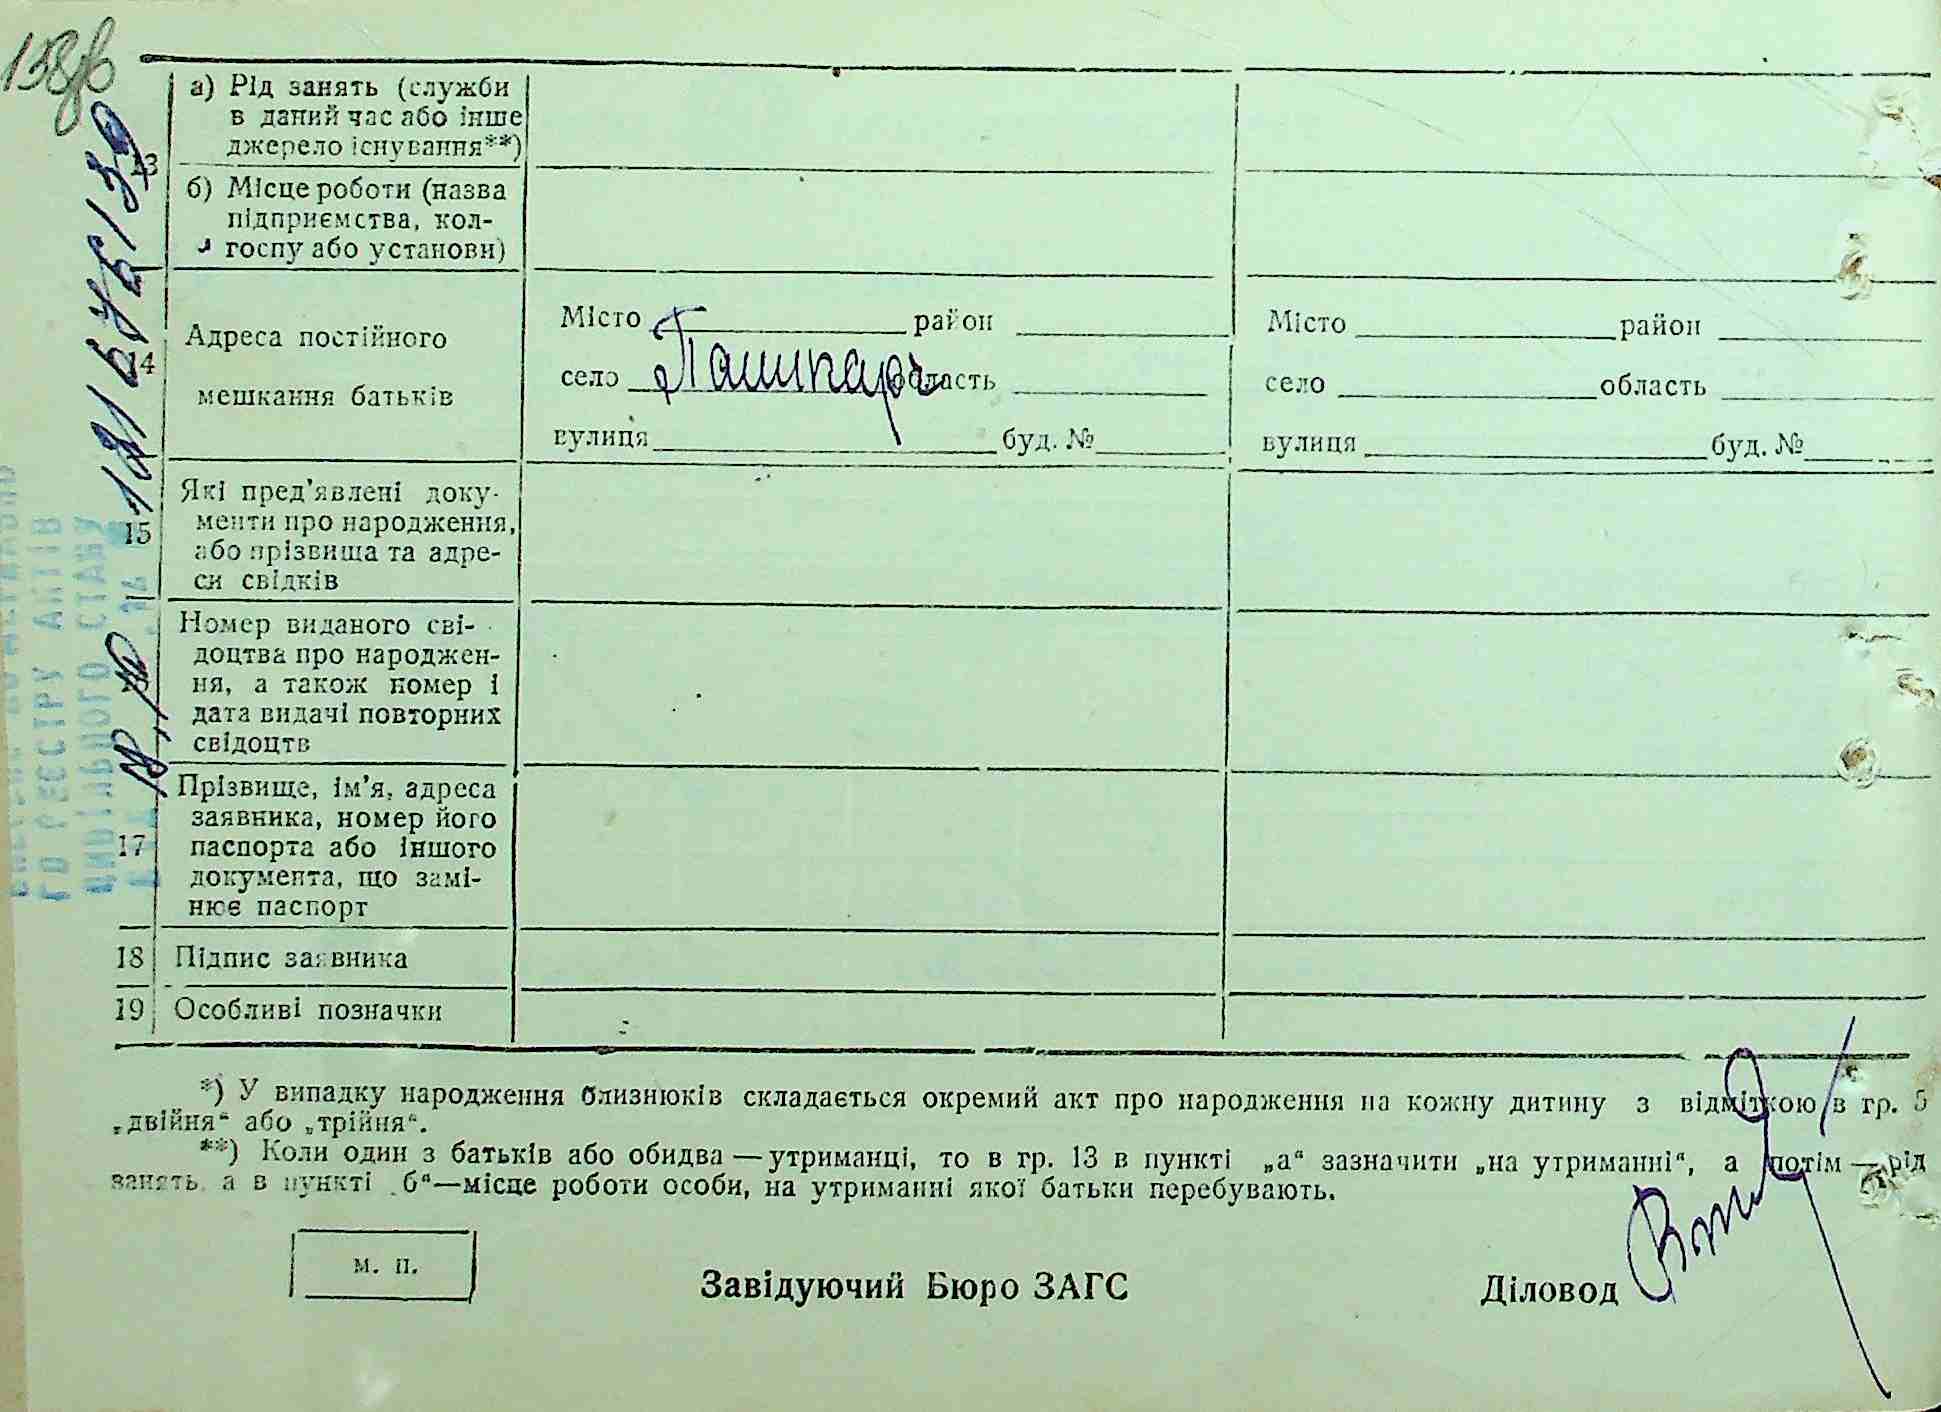 138зв
13
а) Рід занять (служби
в даний час або інше
джерело існування**)
б) Місце роботи (назва
підприємства, кол-
госпу або установи)
14
Адреса постійного
мешкання батьків
Місто район
село Пашкарч область
вулиця буд. №
Місто район
село область
вулиця буд. №
15
Які пред'явлені доку-
менти про народження,
або прізвища та адре-
си свідків
Номер виданого сві-
доцтва про народжен-
ня, а також номер і
дата видачі повторних
свідоцтв
17
Прізвище, ім'я, адреса
заявника, номер його
паспорта або іншого
документа, що замі-
нює паспорт
18 Підпис заявника
19 Особливі позначки
*) У випадку народження близнюків складається окремий акт про народження на кожну дитину з відміткою в гр. 5
„двійня“ або „трійня“.
**) Коли один з батьків або обидва—утриманці, то в гр. 13 в пункті „а“ зазначити „на утриманні“, а потім—рід
занять, а в пункті „б“—місце роботи особи, на утриманні якої батьки перебувають.
м. п.
Завідуючий Бюро ЗАГС
Діловод